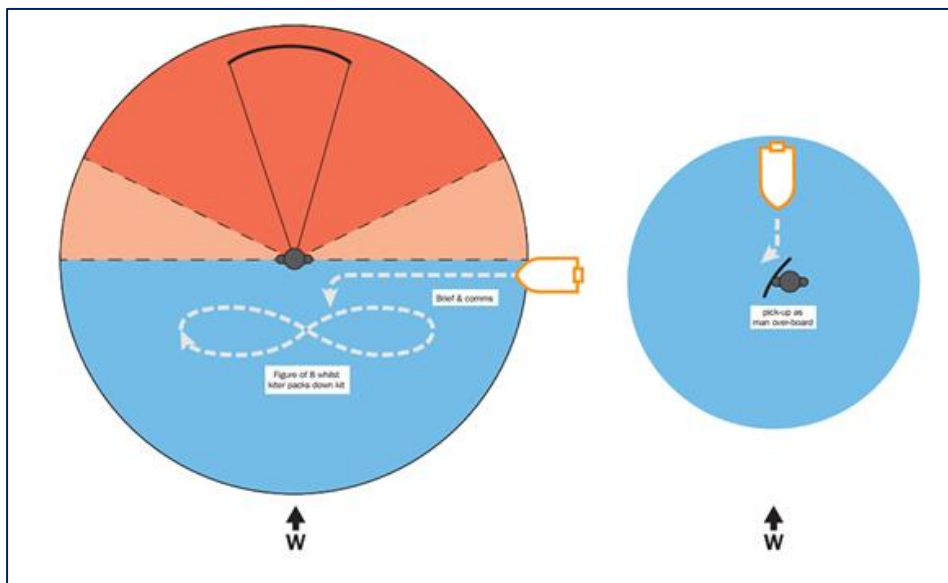 Brief & comms
Figure of 8 whilst
kiter packs down kit
W
pick-up as
man over-board
W